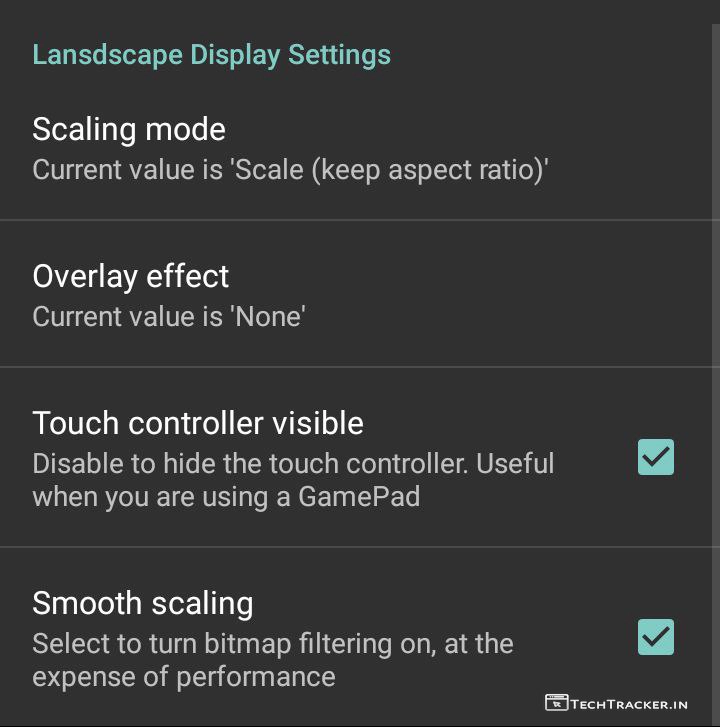 Lansdscape Display Settings
Scaling mode
Current value is 'Scale (keep aspect ratio)'
Overlay effect
Current value is 'None'
Touch controller visible
Disable to hide the touch controller. Useful
when you are using a GamePad
Smooth scaling
Select to turn bitmap filtering on, at the
expense of performance
TECHTRACKER.IN